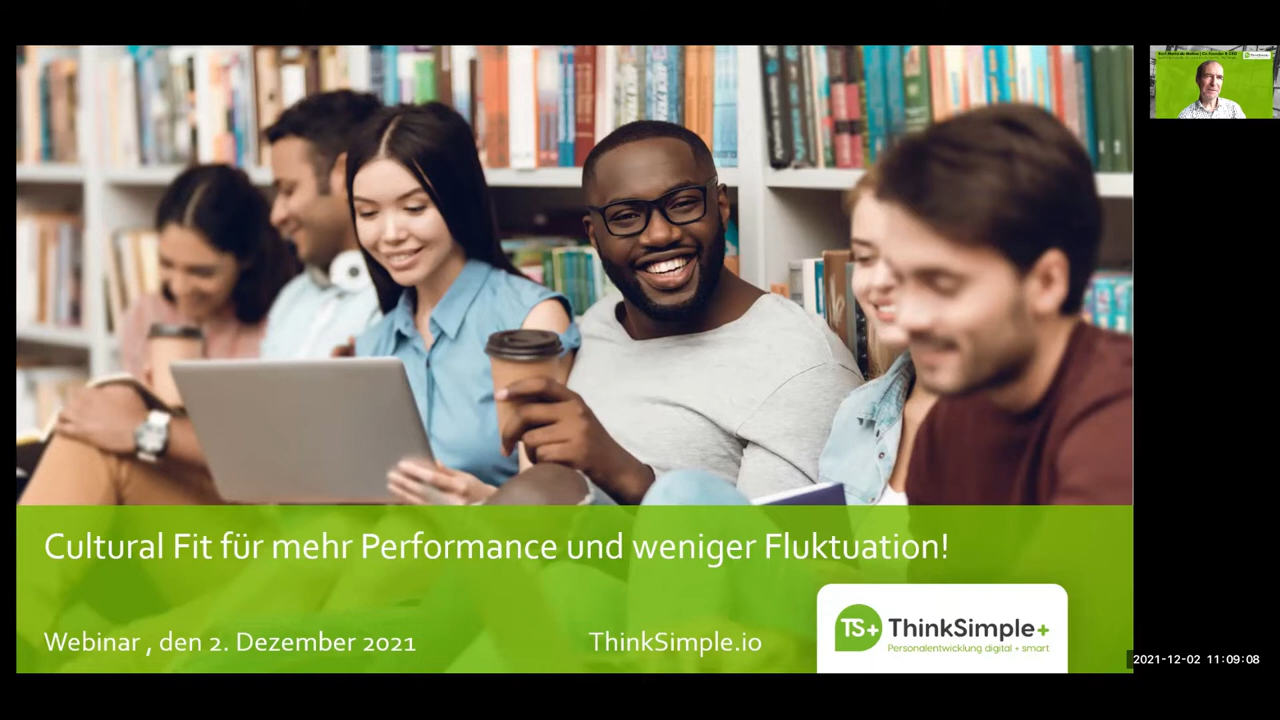 Cultural Fit für mehr Performance und weniger Fluktuation!
Webinar , den 2. Dezember 2021
ThinkSimple.io
TS+ ThinkSimple+
Personalentwicklung digital + smart
2021-12-02 11:09:08